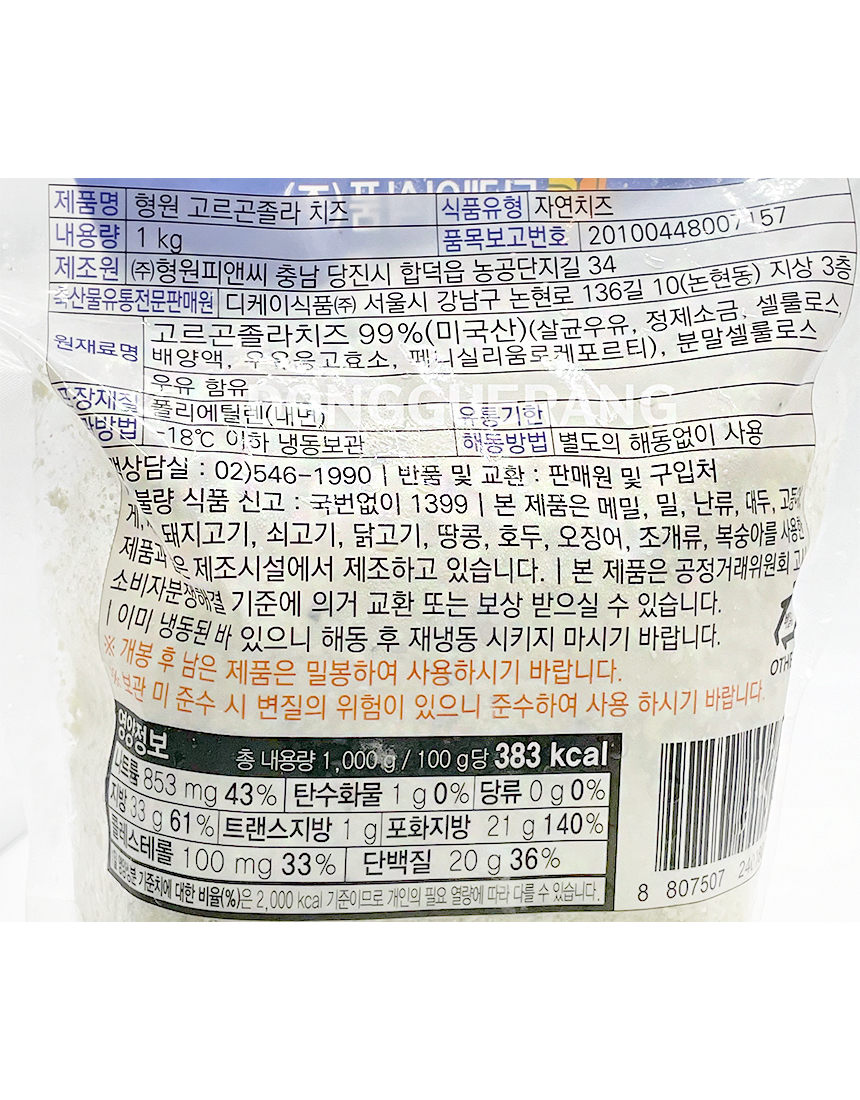 제품명 형원 고르곤졸라 치즈 식품유형 자연치즈
내용량 1 kg 품목보고번호
제조원 ㈜형원피앤씨 충남 당진시 합덕읍 농공단지길 34
축산물유통전문판매원 디케이식품㈜ 서울시 강남구 논현로 136길 10(논현동) 지상 3층
원재료명 고르곤졸라치즈 99%(미국산)(살균우유, 정제소금, 셀룰로스,
배양액, 우유응고효소, 페니실리움로케포르티), 분말셀룰로스
우유 함유
DONGGUERANG
폴리에틸렌(내면) 유통기한
-18℃ 이하 냉동보관 해동방법 별도의 해동없이 사용
상담실 : 02)546-1990 | 반품 및 교환 : 판매원 및 구입처
불량 식품 신고 : 국번없이 1399 | 본 제품은 메밀, 밀, 난류, 대두,
게, 돼지고기, 쇠고기, 닭고기, 땅콩, 호두, 오징어, 조개류, 복숭아를 사용한
제품과 은 제조시설에서 제조하고 있습니다. | 본 제품은 공정거래위원회
소비자분쟁해결 기준에 의거 교환 또는 보상 받으실 수 있습니다.
| 이미 냉동된 바 있으니 해동 후 재냉동 시키지 마시기 바랍니다.
※ 개봉 후 남은 제품은 밀봉하여 사용하시기 바랍니다.
※ 보관 미 준수 시 변질의 위험이 있으니 준수하여 사용 하시기 바랍니다.
영양정보 총 내용량 1,000 g / 100 g당 383 kcal
나트륨 853 mg 43% 탄수화물 1 g 0% 당류 0 g 0%
지방 33 g 61% 트랜스지방 1 g 포화지방 21 g 140%
콜레스테롤 100 mg 33% 단백질 20 g 36%
1일 영양성분 기준치에 대한 비율(%)은 2,000 kcal 기준이므로 개인의 필요 열량에 따라 다를 수 있습니다.
8 807507